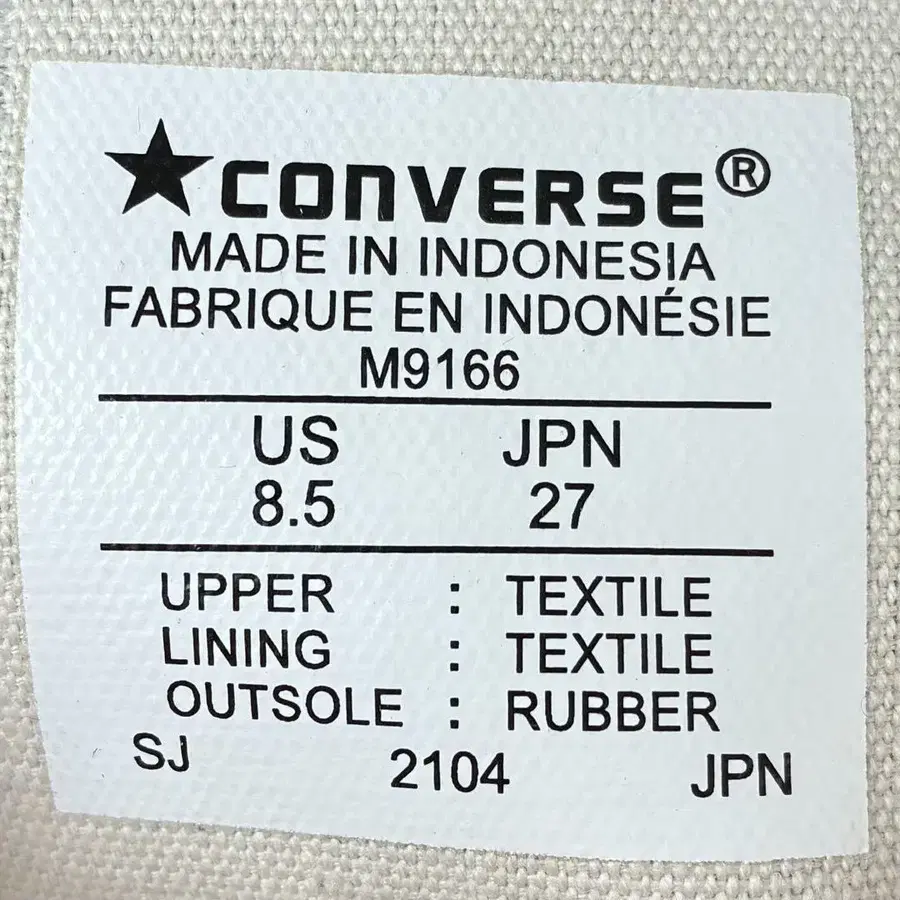 ★CONVERSE®
MADE IN INDONESIA
FABRIQUE EN INDONÉSIE
M9166
US JPN
8.5 27
UPPER : TEXTILE
LINING : TEXTILE
OUTSOLE : RUBBER
SJ 2104 JPN